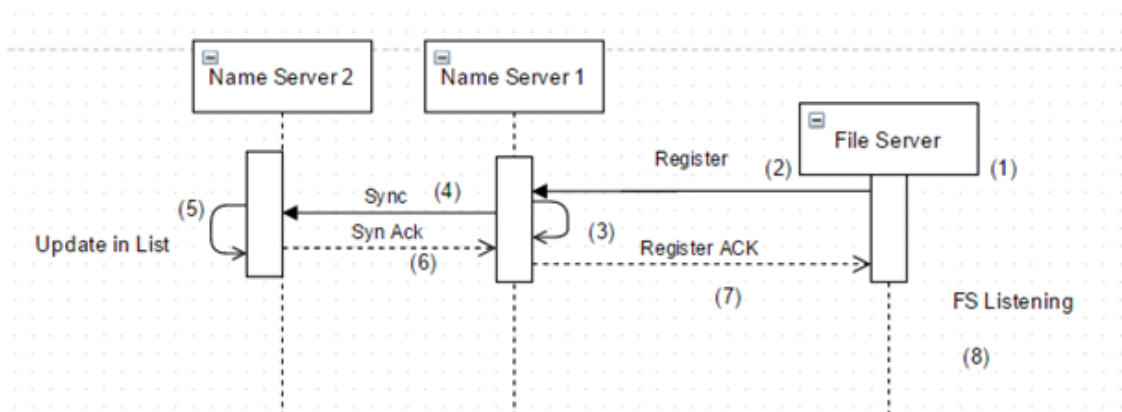 Name Server 2
Name Server 1
File Server
(1)
Register
(2)
Sync
(4)
(5)
(3)
Update in List
Syn Ack
(6)
Register ACK
(7)
FS Listening
(8)